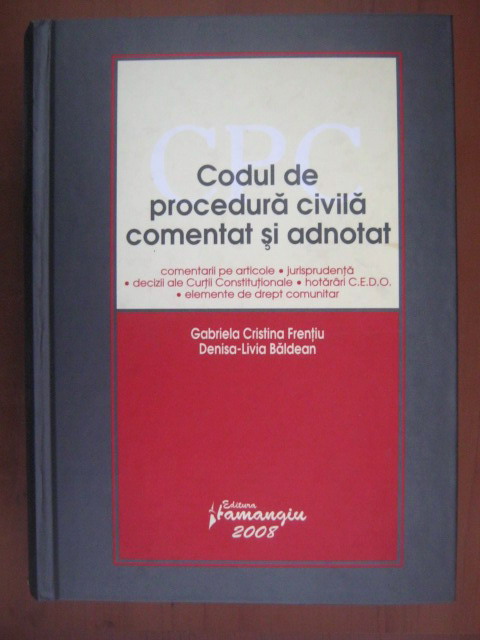 CPC
Codul de
procedură civilă
comentat şi adnotat
comentarii pe articole • jurisprudenţă
• decizii ale Curţii Constituţionale • hotărâri C.E.D.O.
• elemente de drept comunitar
Gabriela Cristina Frenţiu
Denisa-Livia Băldean
Editura
Hamangiu
2008